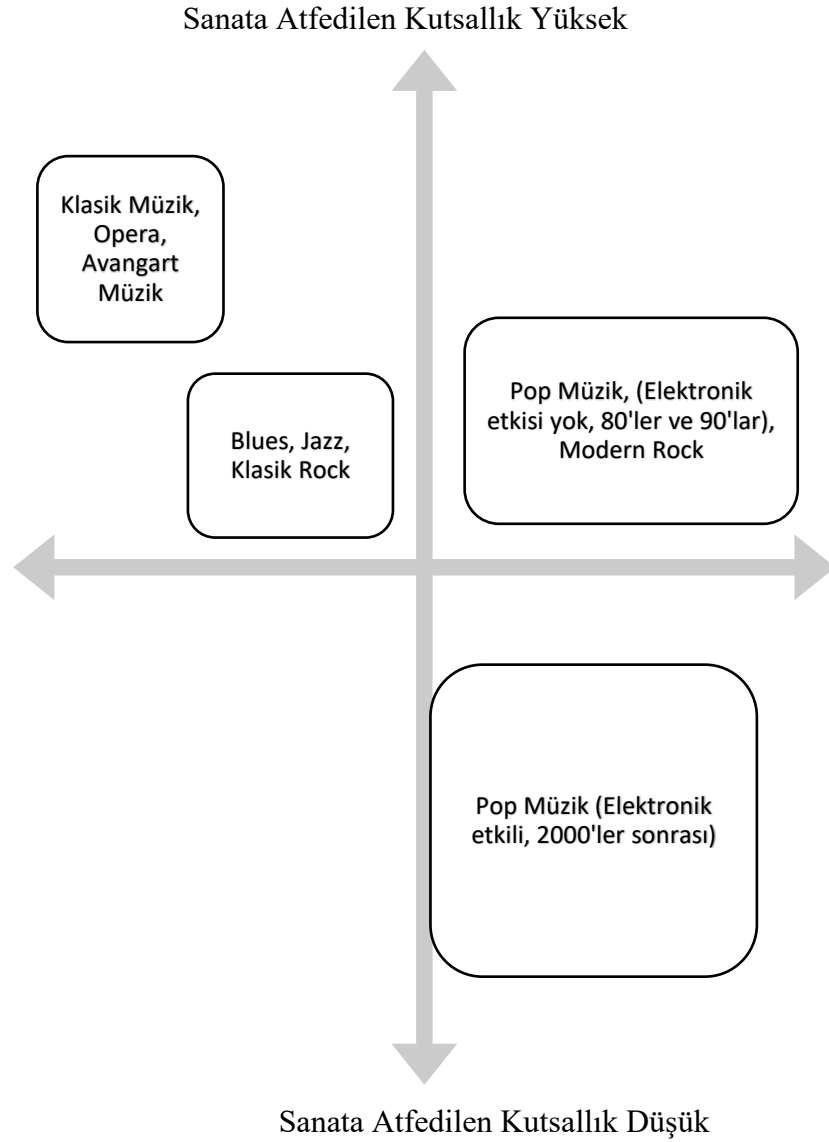 Sanata Atfedilen Kutsallık Yüksek
Klasik Müzik,
Opera,
Avangart
Müzik
Blues, Jazz,
Klasik Rock
Pop Müzik, (Elektronik
etkisi yok, 80'ler ve 90'lar),
Modern Rock
Pop Müzik (Elektronik
etkili, 2000'ler sonrası)
Sanata Atfedilen Kutsallık Düşük